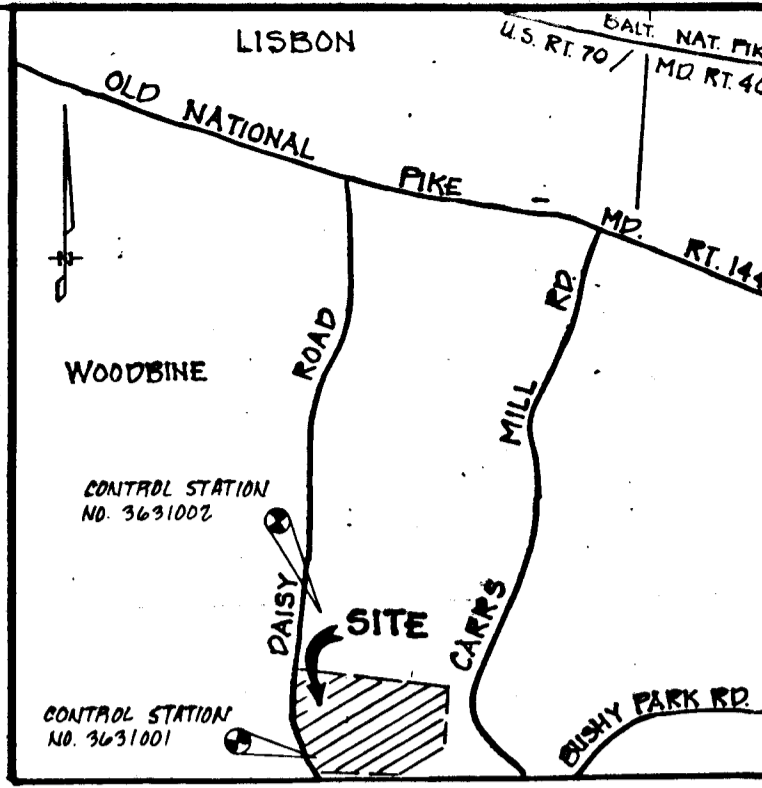 LISBON
BALT. NAT. PIK
U.S. RT. 70 / MD. RT. 40
OLD NATIONAL PIKE - MD. RT. 144
N
WOODBINE
DAISY ROAD
CARRS MILL RD.
CONTROL STATION
NO. 3631002
SITE
CONTROL STATION
NO. 3631001
BUSHY PARK RD.